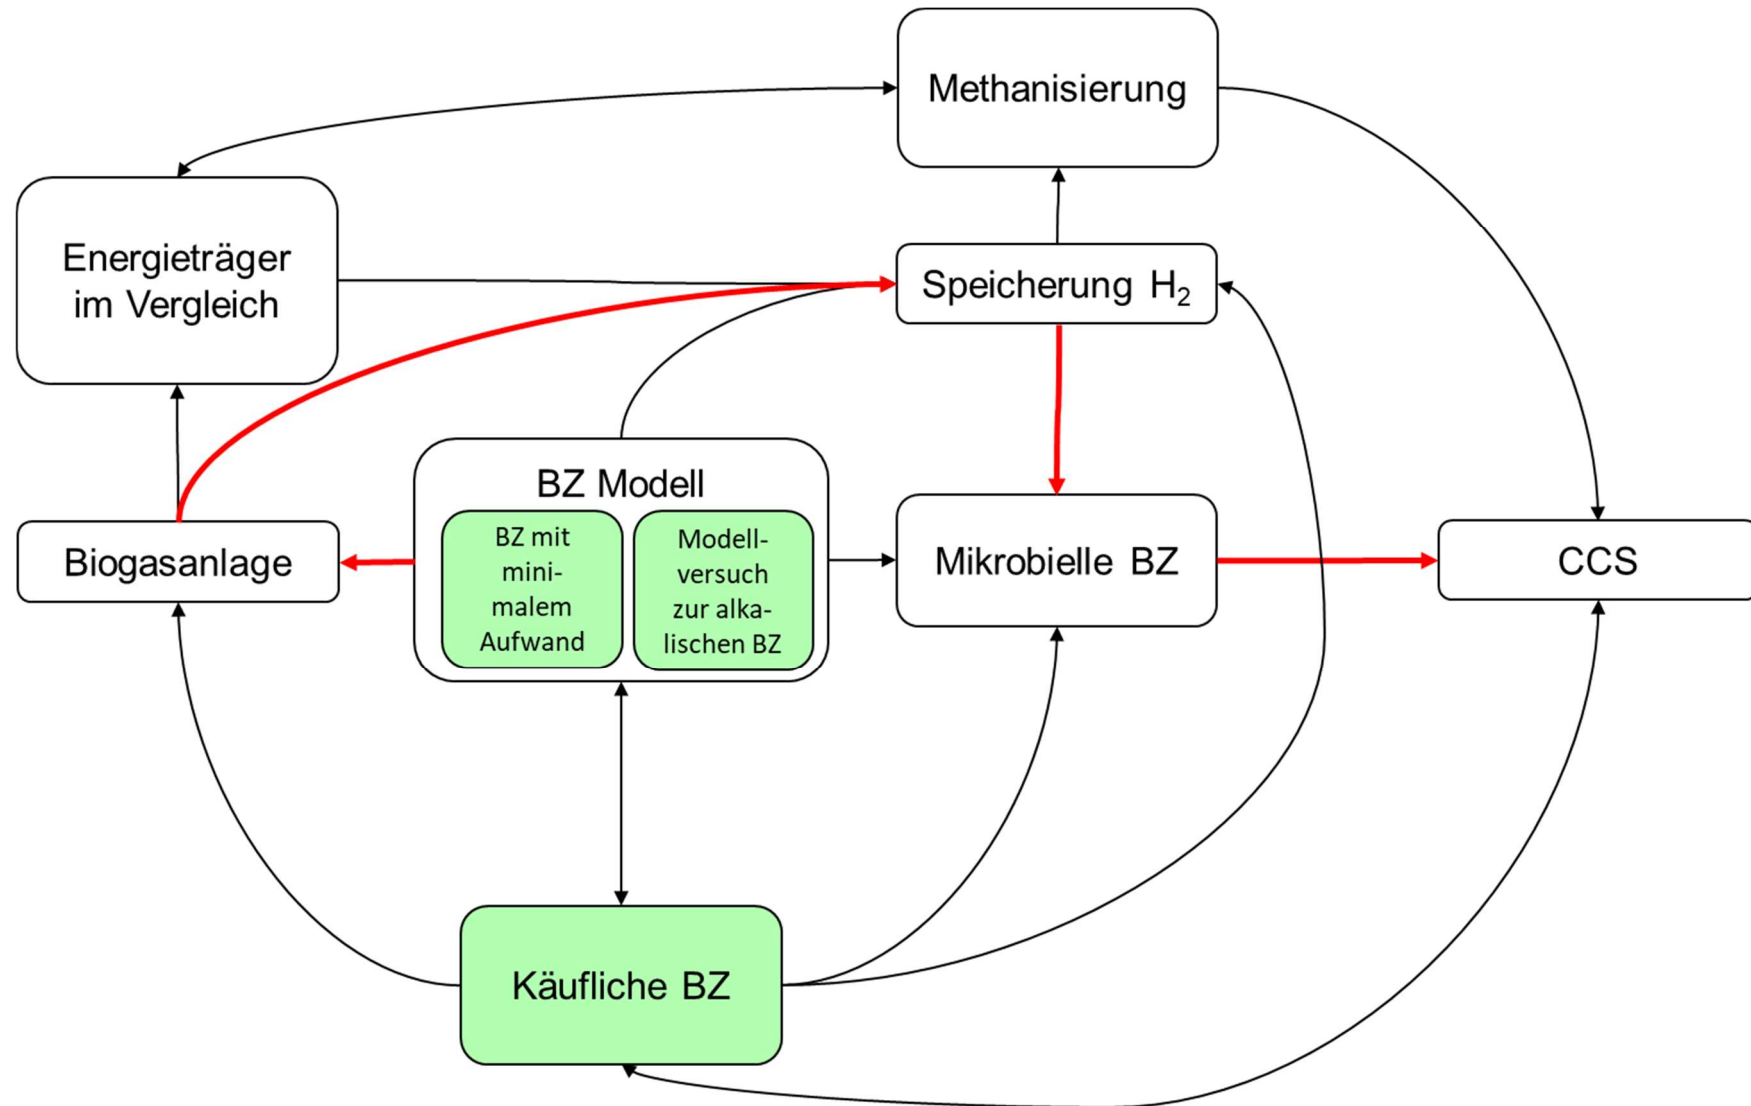 Methanisierung
Energieträger
im Vergleich
Speicherung H₂
BZ Modell
BZ mit
mini-
malem
Aufwand
Modell-
versuch
zur alka-
lischen BZ
Biogasanlage
Mikrobielle BZ
CCS
Käufliche BZ